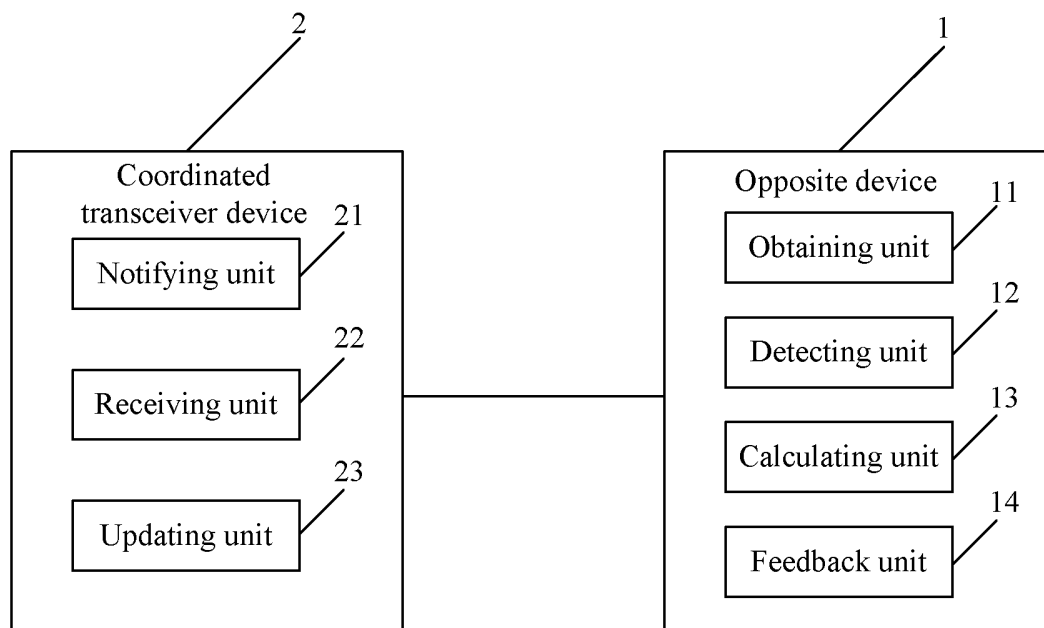 2
1
Coordinated
transceiver device
21
Notifying unit
22
Receiving unit
23
Updating unit
Opposite device
11
Obtaining unit
12
Detecting unit
13
Calculating unit
14
Feedback unit